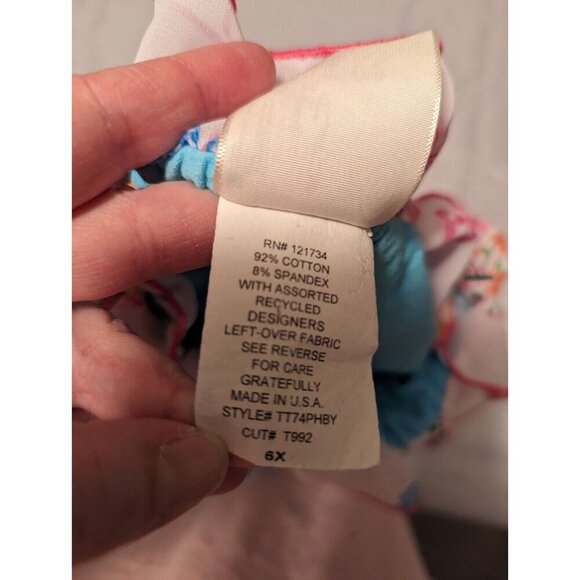 RN# 121734
92% COTTON
8% SPANDEX
WITH ASSORTED
RECYCLED
DESIGNERS
LEFT-OVER FABRIC
SEE REVERSE
FOR CARE
GRATEFULLY
MADE IN U.S.A.
STYLE# TT74PHBY
CUT# T992
6X